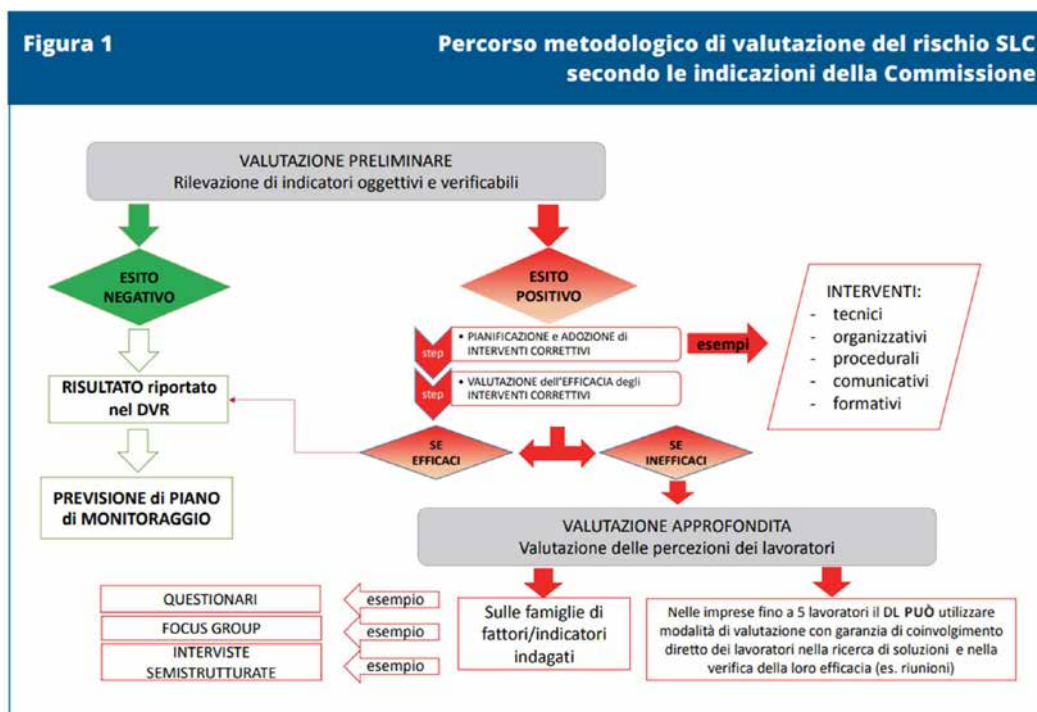 Figura 1
Percorso metodologico di valutazione del rischio SLC
secondo le indicazioni della Commissione
VALUTAZIONE PRELIMINARE
Rilevazione di indicatori oggettivi e verificabili
ESITO
NEGATIVO
ESITO
POSITIVO
INTERVENTI:
- tecnici
- organizzativi
- procedurali
- comunicativi
- formativi
step
• PIANIFICAZIONE e ADOZIONE di
INTERVENTI CORRETTIVI
esempi
step
• VALUTAZIONE dell'EFFICACIA degli
INTERVENTI CORRETTIVI
RISULTATO riportato
nel DVR
SE
EFFICACI
SE
INEFFICACI
PREVISIONE di PIANO
di MONITORAGGIO
VALUTAZIONE APPROFONDITA
Valutazione delle percezioni dei lavoratori
QUESTIONARI
esempio
FOCUS GROUP
esempio
INTERVISTE
SEMISTRUTTURATE
esempio
Sulle famiglie di
fattori/indicatori
indagati
Nelle imprese fino a 5 lavoratori il DL PUÒ utilizzare
modalità di valutazione con garanzia di coinvolgimento
diretto dei lavoratori nella ricerca di soluzioni e nella
verifica della loro efficacia (es. riunioni)